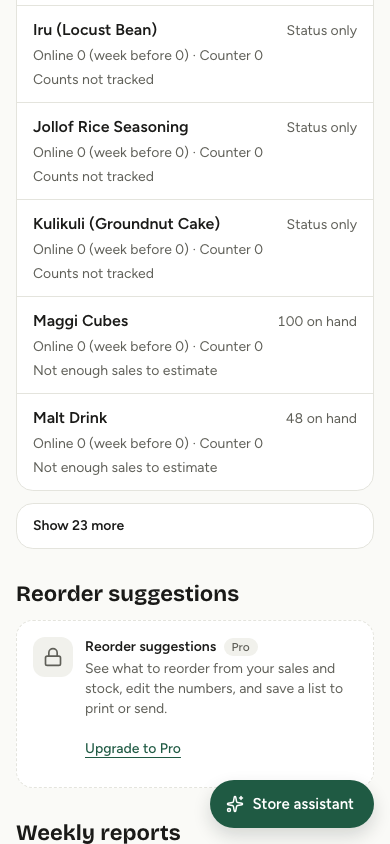 Iru (Locust Bean)
Status only
Online 0 (week before 0) · Counter 0
Counts not tracked
Jollof Rice Seasoning
Status only
Online 0 (week before 0) · Counter 0
Counts not tracked
Kulikuli (Groundnut Cake)
Status only
Online 0 (week before 0) · Counter 0
Counts not tracked
Maggi Cubes
100 on hand
Online 0 (week before 0) · Counter 0
Not enough sales to estimate
Malt Drink
48 on hand
Online 0 (week before 0) · Counter 0
Not enough sales to estimate
Show 23 more
Reorder suggestions
Reorder suggestions Pro
See what to reorder from your sales and
stock, edit the numbers, and save a list to
print or send.
Upgrade to Pro
Store assistant
Weekly reports